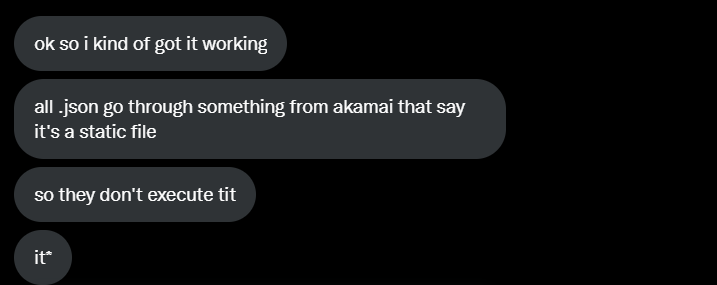 ok so i kind of got it working
all .json go through something from akamai that say
it's a static file
so they don't execute tit
it*